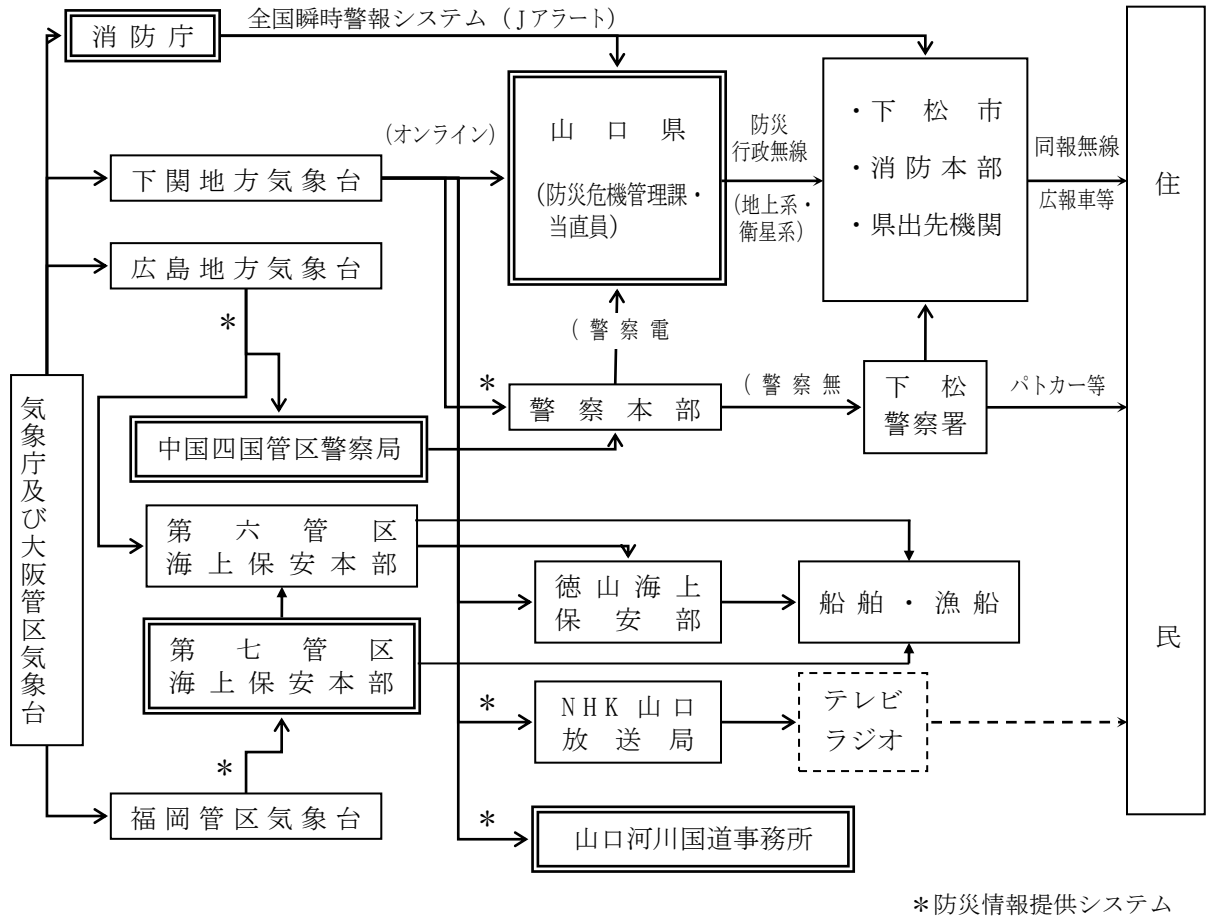 全国瞬時警報システム（Jアラート）
消防庁
(オンライン)
下関地方気象台
山口県
(防災危機管理課・
当直員)
防災
行政無線
(地上系・
衛星系)
・下松市
・消防本部
・県出先機関
同報無線
広報車等
住民
広島地方気象台
＊
(警察電
気象庁及び大阪管区気象台
中国四国管区警察局
＊
警察本部
(警察無
下松
警察署
パトカー等
第六管区
海上保安本部
徳山海上
保安部
船舶・漁船
第七管区
海上保安本部
＊
NHK山口
放送局
テレビ
ラジオ
＊
福岡管区気象台
＊
山口河川国道事務所
＊防災情報提供システム